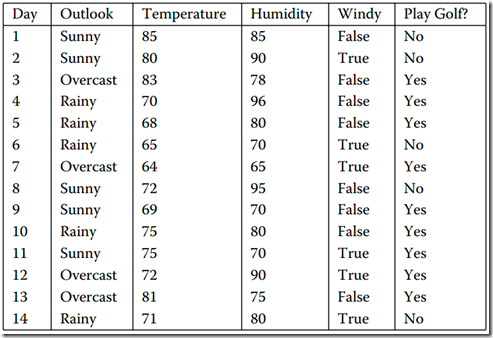 Day Outlook Temperature Humidity Windy Play Golf?
1 Sunny 85 85 False No
2 Sunny 80 90 True No
3 Overcast 83 78 False Yes
4 Rainy 70 96 False Yes
5 Rainy 68 80 False Yes
6 Rainy 65 70 True No
7 Overcast 64 65 True Yes
8 Sunny 72 95 False No
9 Sunny 69 70 False Yes
10 Rainy 75 80 False Yes
11 Sunny 75 70 True Yes
12 Overcast 72 90 True Yes
13 Overcast 81 75 False Yes
14 Rainy 71 80 True No